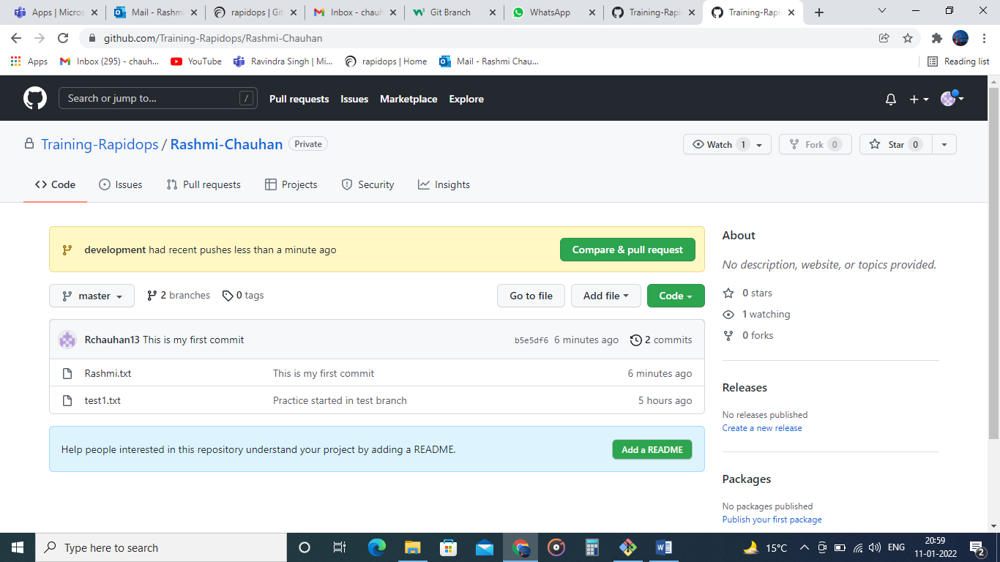 Apps | Micros
Mail - Rashmi
rapidops | Git
Inbox - chauh
Git Branch
WhatsApp
Training-Rapi
Training-Rapi
github.com/Training-Rapidops/Rashmi-Chauhan
Apps
Inbox (295) - chauh...
YouTube
Ravindra Singh | Mi...
rapidops | Home
Mail - Rashmi Chau...
Reading list
Search or jump to...
/
Pull requests
Issues
Marketplace
Explore
Training-Rapidops / Rashmi-Chauhan
Private
Watch 1
Fork 0
Star 0
Code
Issues
Pull requests
Projects
Security
Insights
development had recent pushes less than a minute ago
Compare & pull request
master
2 branches
0 tags
Go to file
Add file
Code
Rchauhan13 This is my first commit
b5e5df6 6 minutes ago
2 commits
Rashmi.txt
This is my first commit
6 minutes ago
test1.txt
Practice started in test branch
5 hours ago
Help people interested in this repository understand your project by adding a README.
Add a README
About
No description, website, or topics provided.
0 stars
1 watching
0 forks
Releases
No releases published
Create a new release
Packages
No packages published
Publish your first package
Type here to search
15°C
ENG
20:59
11-01-2022
2